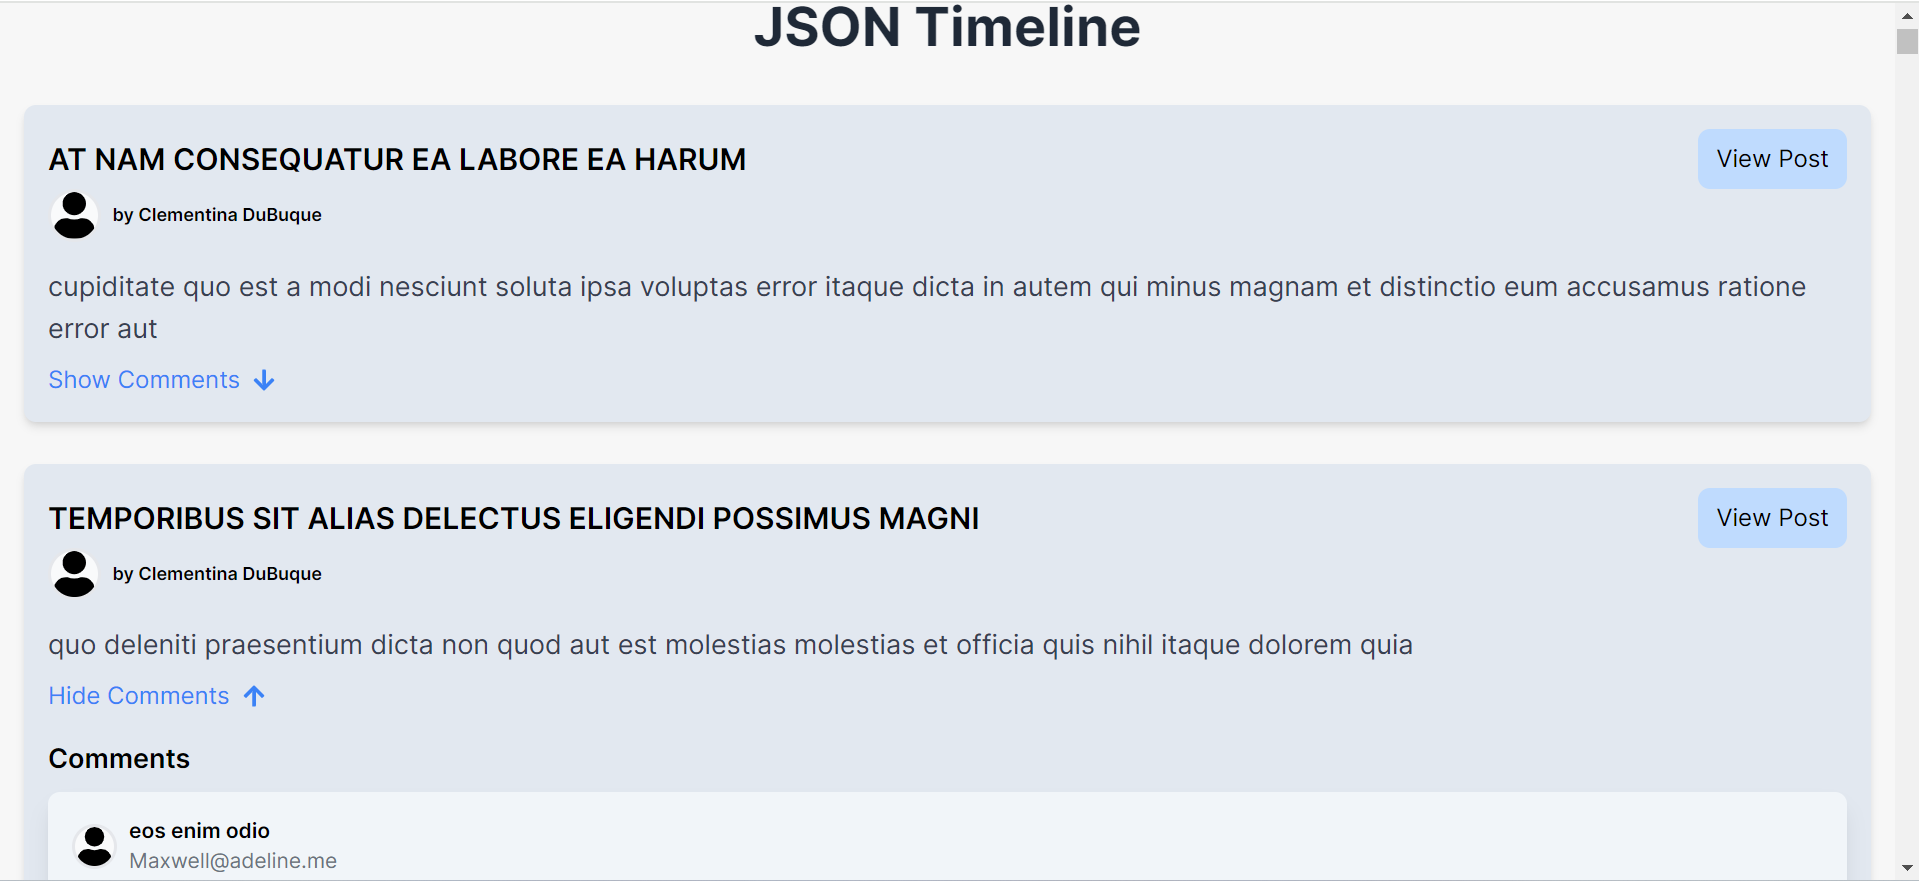 JSON Timeline
AT NAM CONSEQUATUR EA LABORE EA HARUM
View Post
by Clementina DuBuque
cupiditate quo est a modi nesciunt soluta ipsa voluptas error itaque dicta in autem qui minus magnam et distinctio eum accusamus ratione
error aut
Show Comments
TEMPORIBUS SIT ALIAS DELECTUS ELIGENDI POSSIMUS MAGNI
View Post
by Clementina DuBuque
quo deleniti praesentium dicta non quod aut est molestias molestias et officia quis nihil itaque dolorem quia
Hide Comments
Comments
eos enim odio
Maxwell@adeline.me